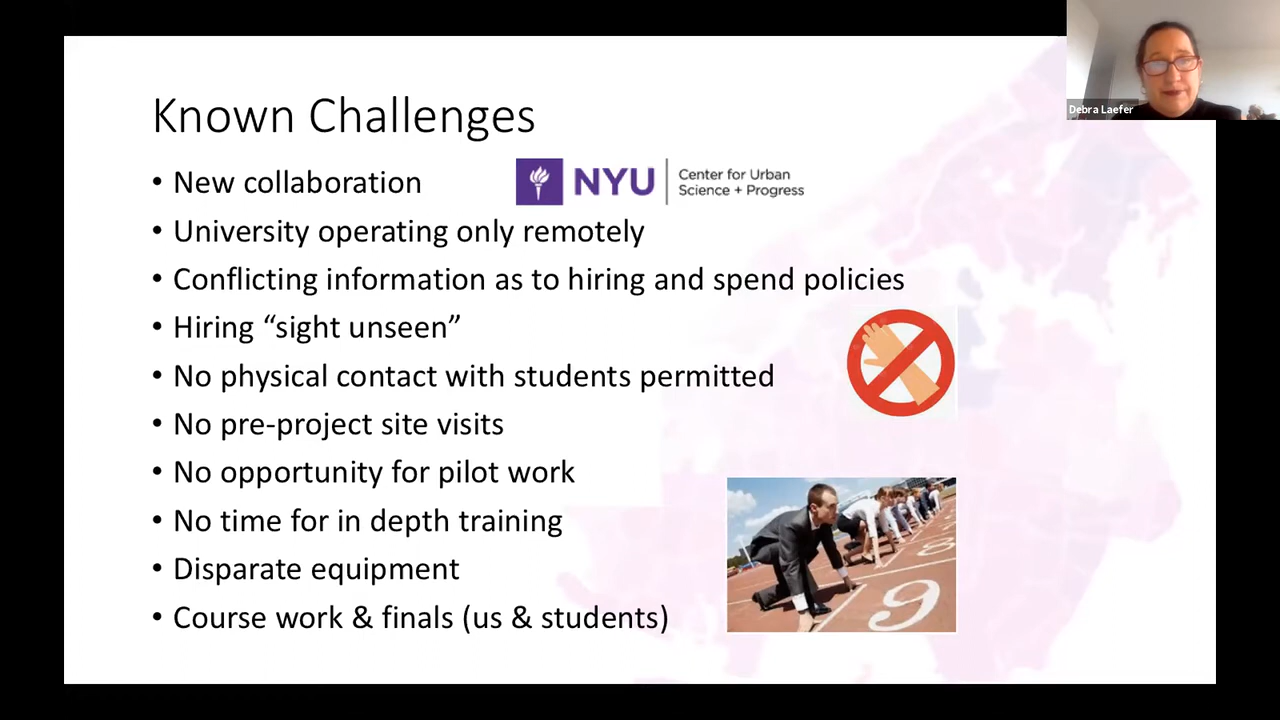 Debra Laefer
Known Challenges
• New collaboration
NYU
Center for Urban
Science + Progress
• University operating only remotely
• Conflicting information as to hiring and spend policies
• Hiring “sight unseen”
• No physical contact with students permitted
• No pre-project site visits
• No opportunity for pilot work
• No time for in depth training
• Disparate equipment
• Course work & finals (us & students)
8
9